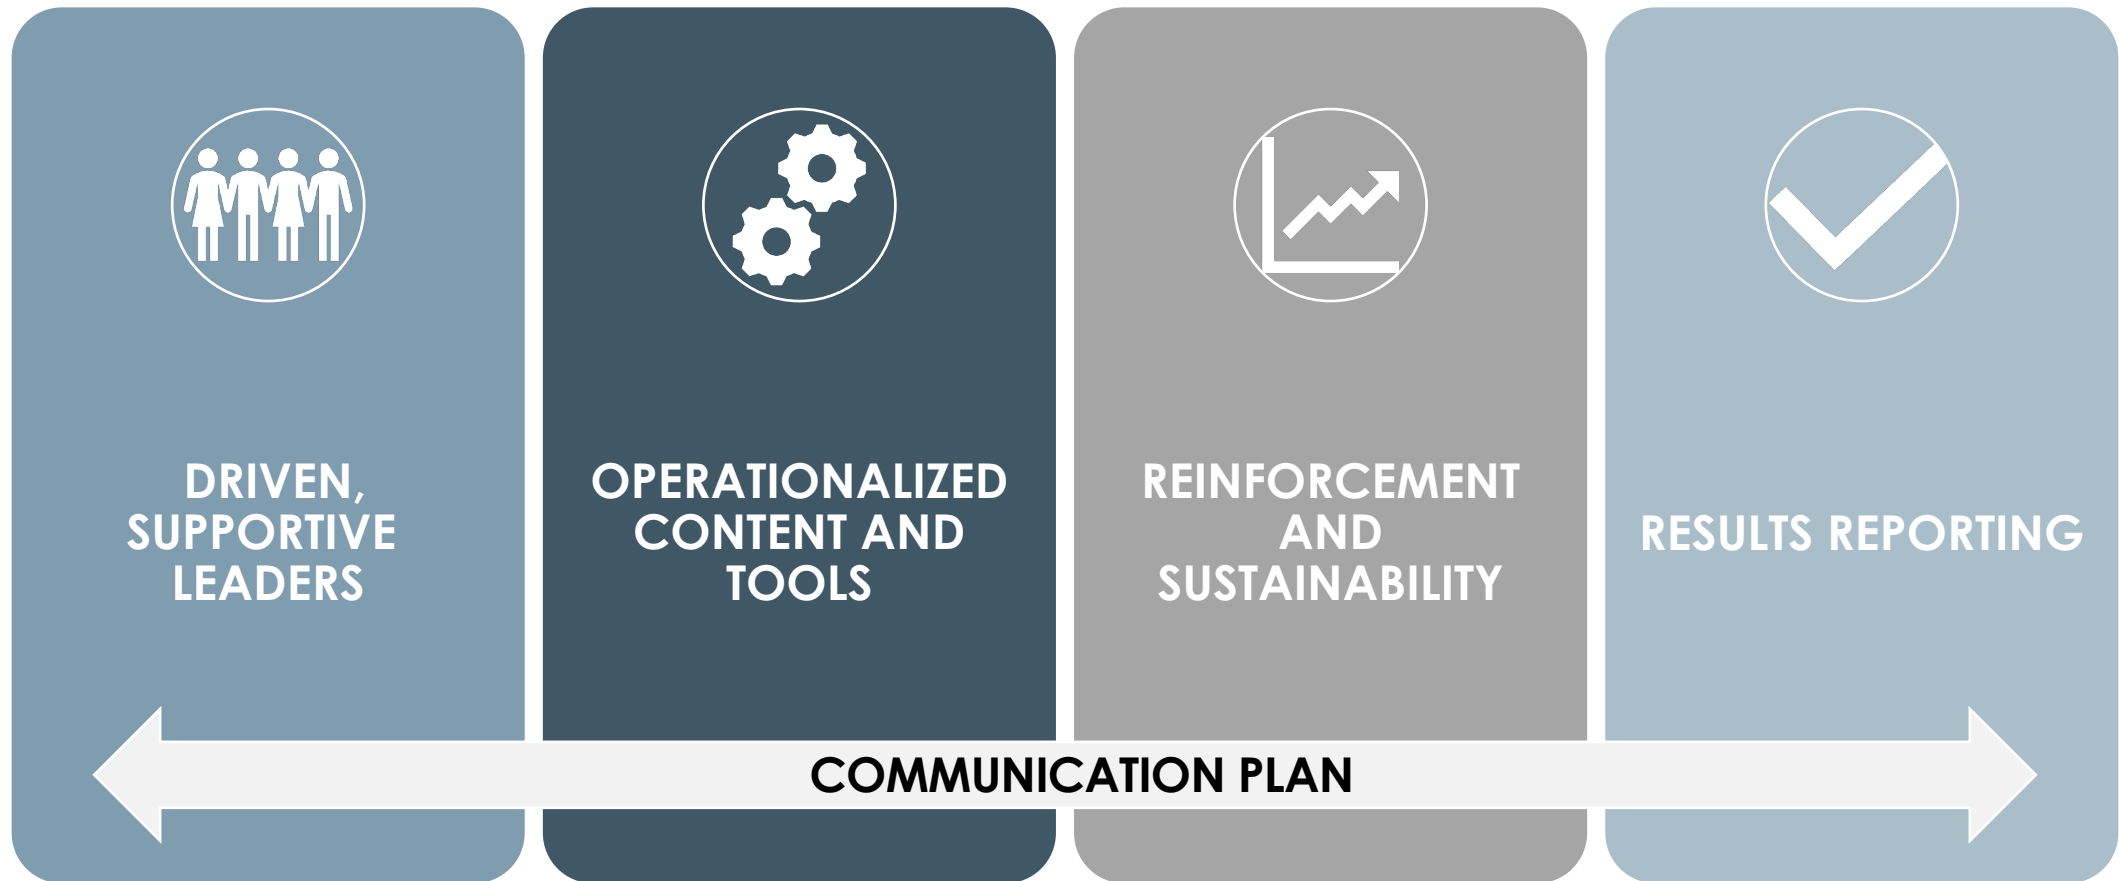 DRIVEN,
SUPPORTIVE
LEADERS
OPERATIONALIZED
CONTENT AND
TOOLS
REINFORCEMENT
AND
SUSTAINABILITY
RESULTS REPORTING
COMMUNICATION PLAN